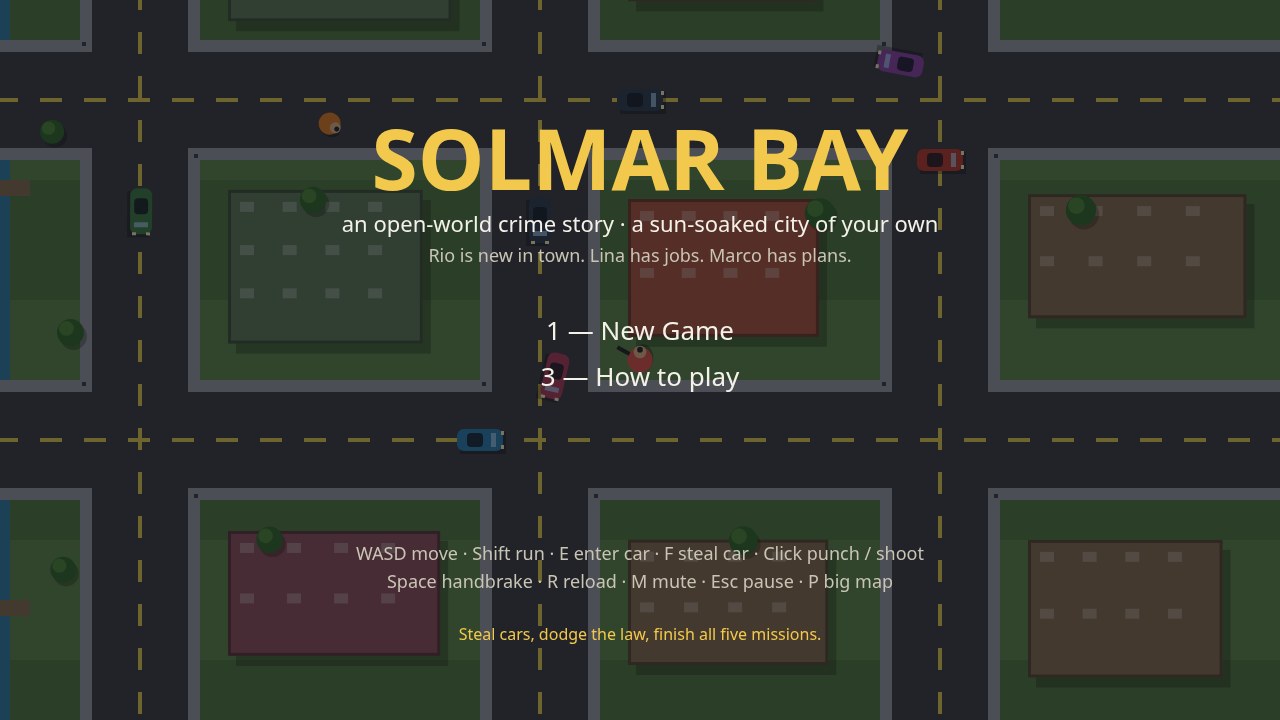 SOLMAR BAY
an open-world crime story · a sun-soaked city of your own
Rio is new in town. Lina has jobs. Marco has plans.
1 — New Game
3 — How to play
WASD move · Shift run · E enter car · F steal car · Click punch / shoot
Space handbrake · R reload · M mute · Esc pause · P big map
Steal cars, dodge the law, finish all five missions.